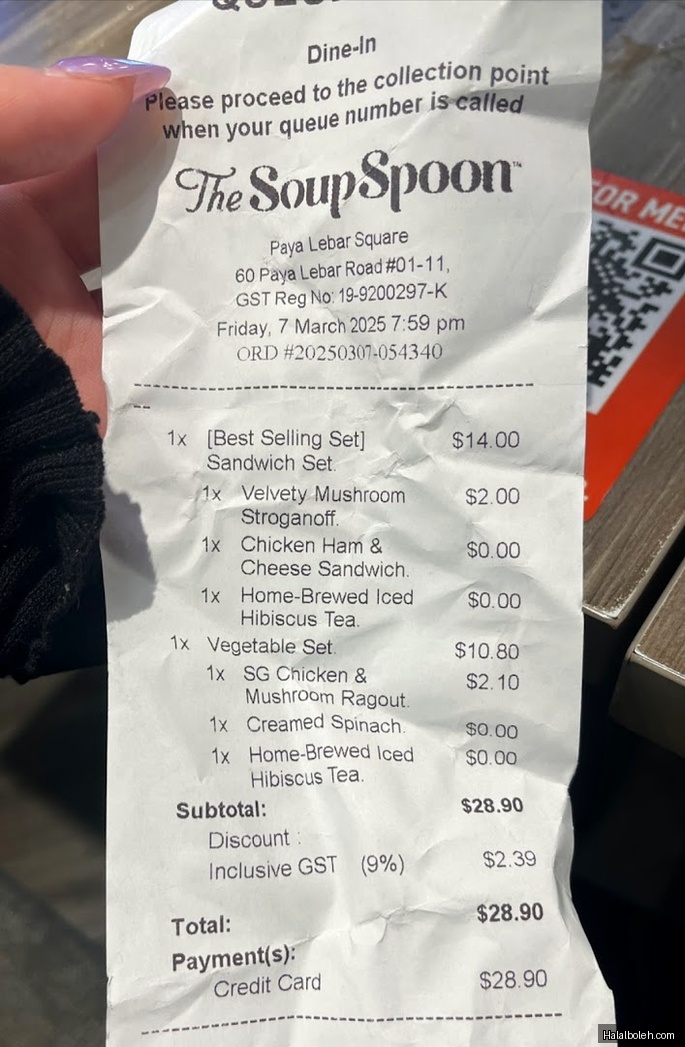 Dine-In
Please proceed to the collection point
when your queue number is called
The Soup Spoon™
Paya Lebar Square
60 Paya Lebar Road #01-11,
GST Reg No: 19-9200297-K
Friday, 7 March 2025 7:59 pm
ORD #20250307-054340
1x [Best Selling Set] $14.00
Sandwich Set.
1x Velvety Mushroom $2.00
Stroganoff.
1x Chicken Ham & $0.00
Cheese Sandwich.
1x Home-Brewed Iced $0.00
Hibiscus Tea.
1x Vegetable Set. $10.80
1x SG Chicken & $2.10
Mushroom Ragout.
1x Creamed Spinach. $0.00
1x Home-Brewed Iced $0.00
Hibiscus Tea.
Subtotal: $28.90
Discount :
Inclusive GST (9%) $2.39
Total: $28.90
Payment(s):
Credit Card $28.90
Halalboleh.com